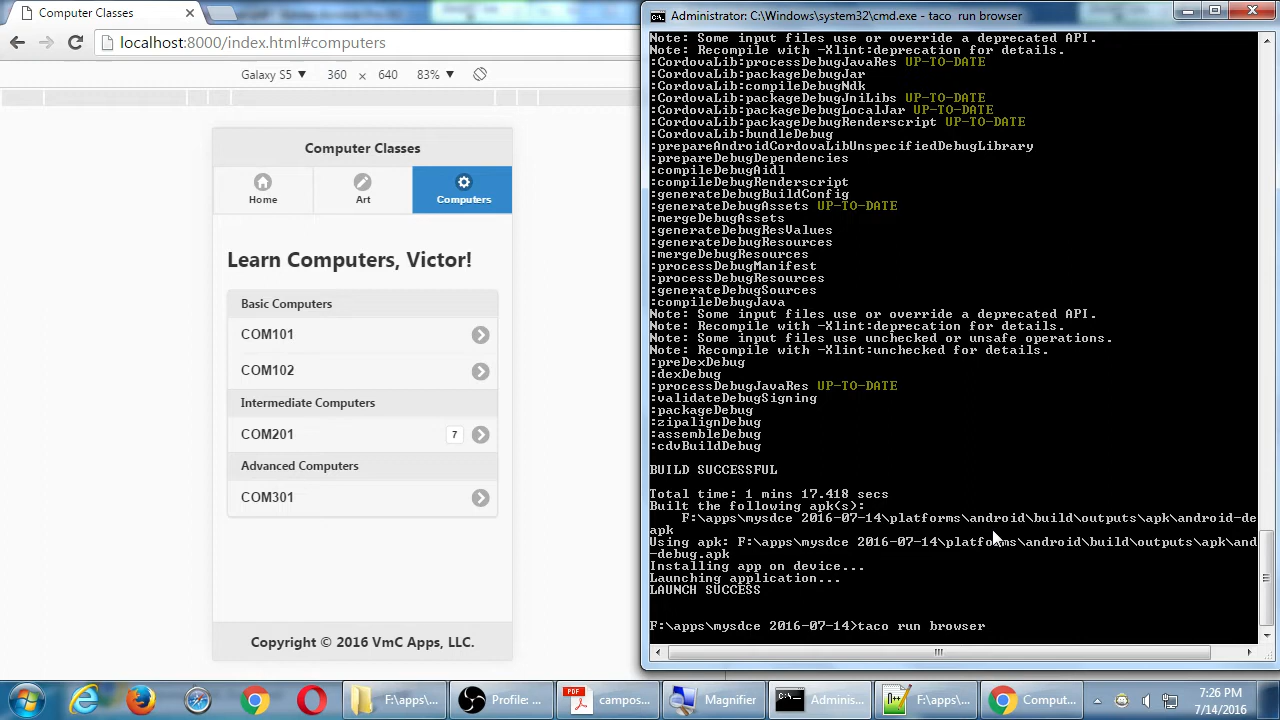 Computer Classes
localhost:8000/index.html#computers
Galaxy S5 ▼ 360 × 640 83% ▼
Computer Classes
Home Art Computers
Learn Computers, Victor!
Basic Computers
COM101
COM102
Intermediate Computers
COM201 7
Advanced Computers
COM301
Copyright © 2016 VmC Apps, LLC.
Administrator: C:\Windows\system32\cmd.exe - taco run browser
Note: Some input files use or override a deprecated API.
Note: Recompile with -Xlint:deprecation for details.
:CordovaLib:processDebugJavaRes UP-TO-DATE
:CordovaLib:packageDebugJar
:CordovaLib:compileDebugNdk
:CordovaLib:packageDebugJniLibs UP-TO-DATE
:CordovaLib:packageDebugLocalJar UP-TO-DATE
:CordovaLib:packageDebugRenderscript UP-TO-DATE
:CordovaLib:bundleDebug
:prepareAndroidCordovaLibUnspecifiedDebugLibrary
:prepareDebugDependencies
:compileDebugAidl
:compileDebugRenderscript
:generateDebugBuildConfig
:generateDebugAssets UP-TO-DATE
:mergeDebugAssets
:generateDebugResValues
:generateDebugResources
:mergeDebugResources
:processDebugManifest
:processDebugResources
:generateDebugSources
:compileDebugJava
Note: Some input files use or override a deprecated API.
Note: Recompile with -Xlint:deprecation for details.
Note: Some input files use unchecked or unsafe operations.
Note: Recompile with -Xlint:unchecked for details.
:preDexDebug
:dexDebug
:processDebugJavaRes UP-TO-DATE
:validateDebugSigning
:packageDebug
:zipalignDebug
:assembleDebug
:cdvBuildDebug
BUILD SUCCESSFUL
Total time: 1 mins 17.418 secs
Built the following apk(s):
F:\apps\mysdce 2016-07-14\platforms\android\build\outputs\apk\android-de
apk
Using apk: F:\apps\mysdce 2016-07-14\platforms\android\build\outputs\apk\and
-debug.apk
Installing app on device...
Launching application...
LAUNCH SUCCESS
F:\apps\mysdce 2016-07-14>taco run browser
F:\apps\... Profile: ... campos... Magnifier Adminis... F:\apps\... Comput...
7:26 PM
7/14/2016